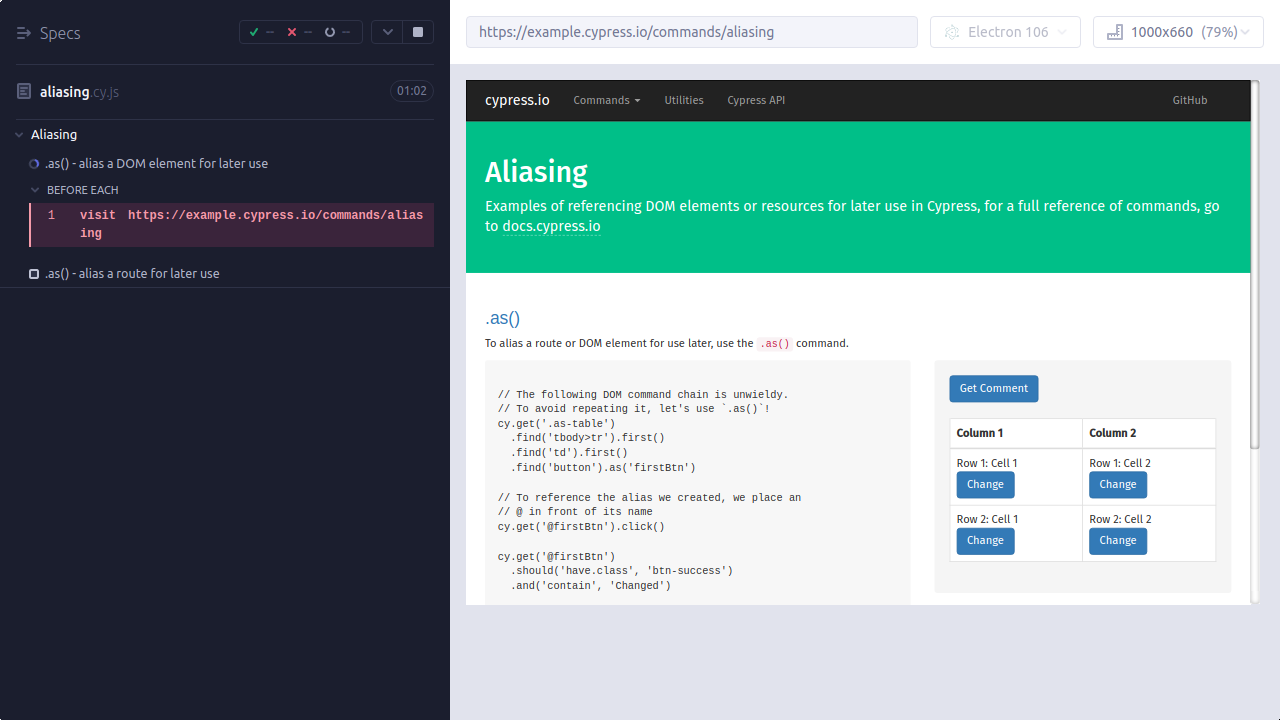 Specs
--
--
--
aliasing.cy.js
01:02
Aliasing
.as() - alias a DOM element for later use
BEFORE EACH
1 visit https://example.cypress.io/commands/alias
ing
.as() - alias a route for later use
https://example.cypress.io/commands/aliasing
Electron 106
1000x660 (79%)
cypress.io
Commands
Utilities
Cypress API
GitHub
Aliasing
Examples of referencing DOM elements or resources for later use in Cypress, for a full reference of commands, go
to docs.cypress.io
.as()
To alias a route or DOM element for use later, use the .as() command.
// The following DOM command chain is unwieldy.
// To avoid repeating it, let's use `.as()`!
cy.get('.as-table')
  .find('tbody>tr').first()
  .find('td').first()
  .find('button').as('firstBtn')
// To reference the alias we created, we place an
// @ in front of its name
cy.get('@firstBtn').click()
cy.get('@firstBtn')
  .should('have.class', 'btn-success')
  .and('contain', 'Changed')
Get Comment
Column 1 Column 2
Row 1: Cell 1 Row 1: Cell 2
Change Change
Row 2: Cell 1 Row 2: Cell 2
Change Change